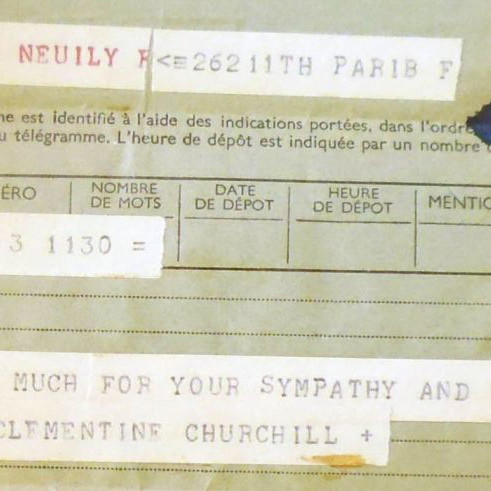 NEUILY F<≡26211TH PARIB F
ne est identifié à l'aide des indications portées, dans l'ordre
u télégramme. L'heure de dépôt est indiquée par un nombre
ÉRO NOMBRE DE MOTS DATE DE DÉPOT HEURE DE DÉPOT MENTIO
3 1130 =
MUCH FOR YOUR SYMPATHY AND
CLEMENTINE CHURCHILL +